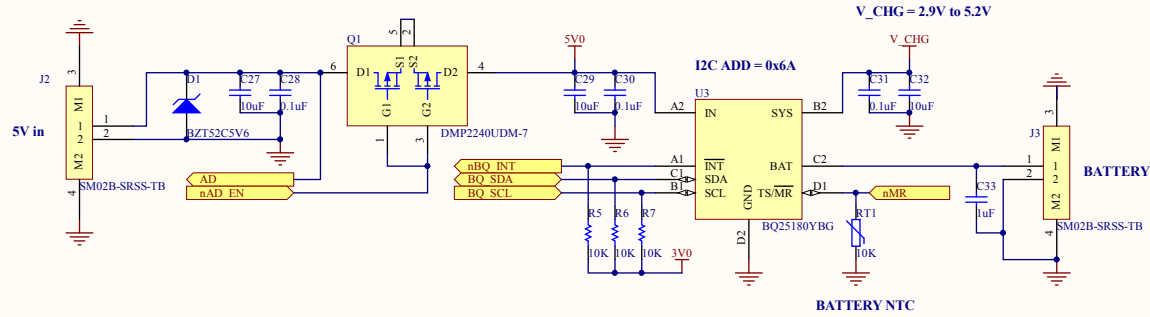 V_CHG = 2.9V to 5.2V
J2
5V in
3
M1
1
2
M2
4
1
2
SM02B-SRSS-TB
D1
BZT52C5V6
C27
10uF
C28
0.1uF
AD
nAD_EN
Q1
5
2
6
D1
S1
S2
D2
4
G1
G2
1
3
DMP2240UDM-7
5V0
C29
10uF
C30
0.1uF
I2C ADD = 0x6A
U3
A2
IN
SYS
B2
A1
INT
BAT
C2
C1
SDA
B1
SCL
TS/MR
D1
GND
D2
BQ25180YBG
nBQ_INT
BQ_SDA
BQ_SCL
R5
R6
R7
10K
10K
10K
3V0
V_CHG
C31
0.1uF
C32
10uF
nMR
RT1
10K
BATTERY NTC
C33
1uF
J3
3
M1
1
2
M2
4
1
2
BATTERY
SM02B-SRSS-TB